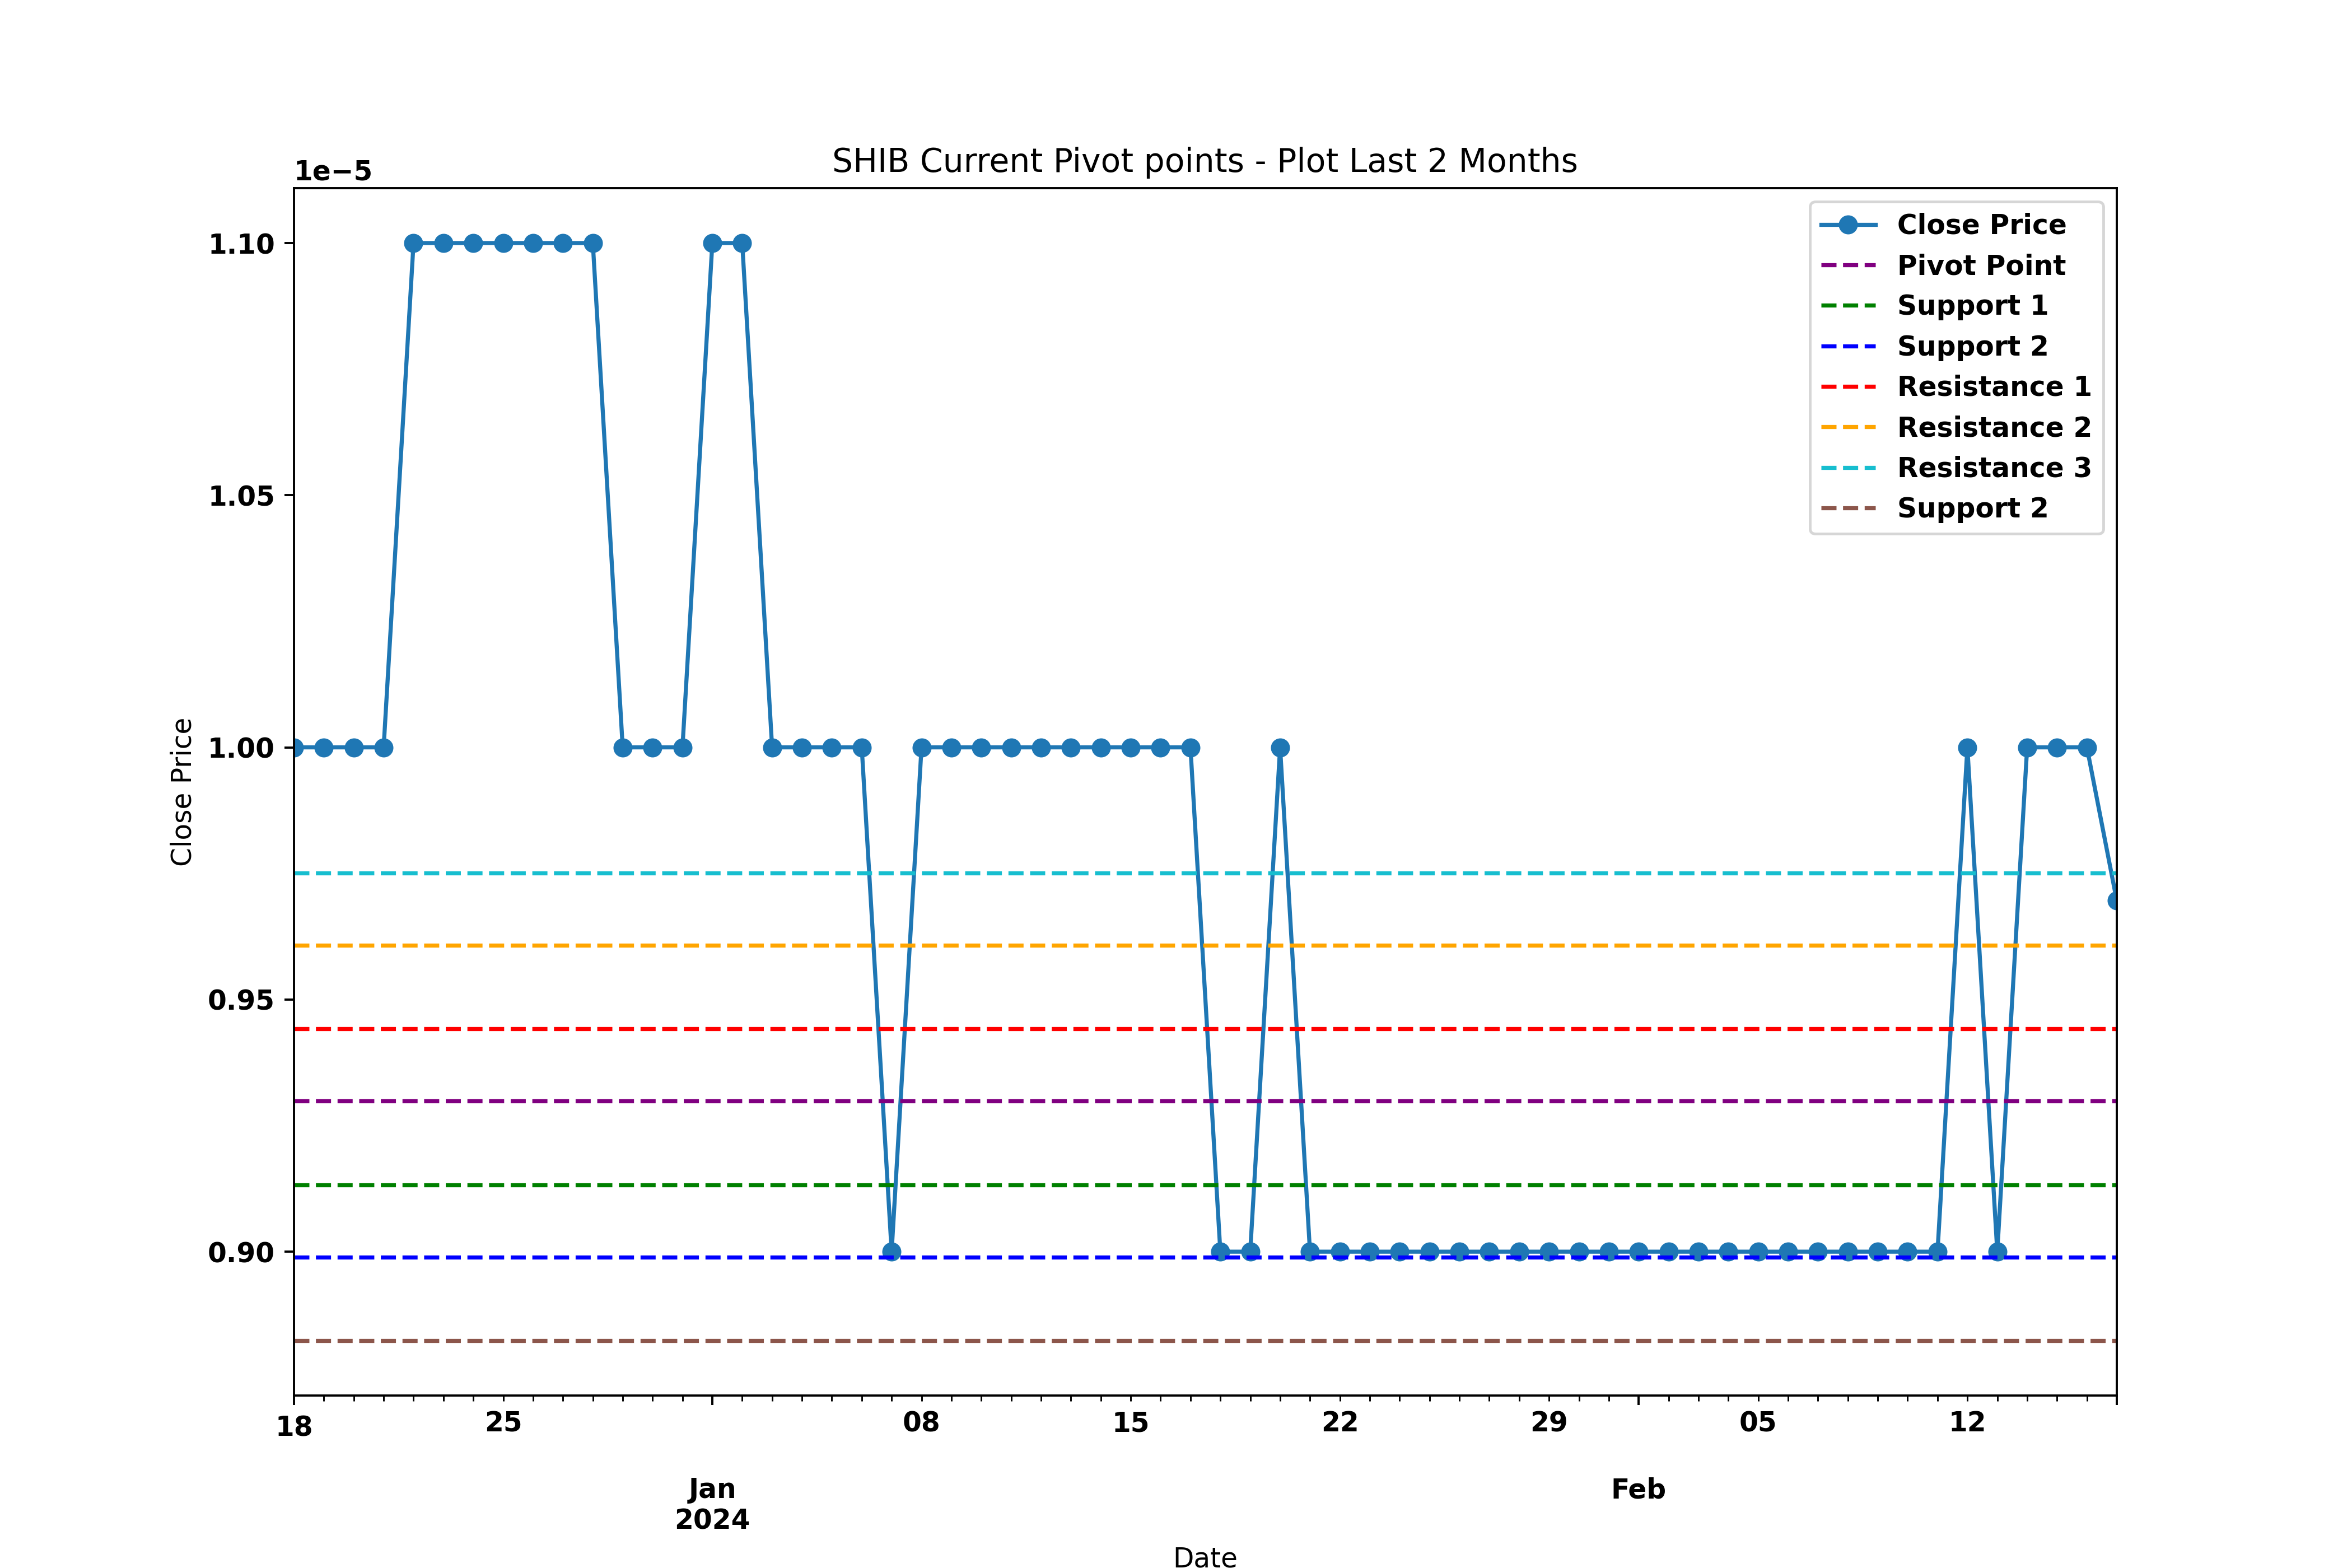 SHIB Current Pivot points - Plot Last 2 Months
1e−5
1.10
1.05
1.00
0.95
0.90
Close Price
Close Price
Pivot Point
Support 1
Support 2
Resistance 1
Resistance 2
Resistance 3
Support 2
18 25 08 15 22 29 05 12
Jan Feb
2024
Date